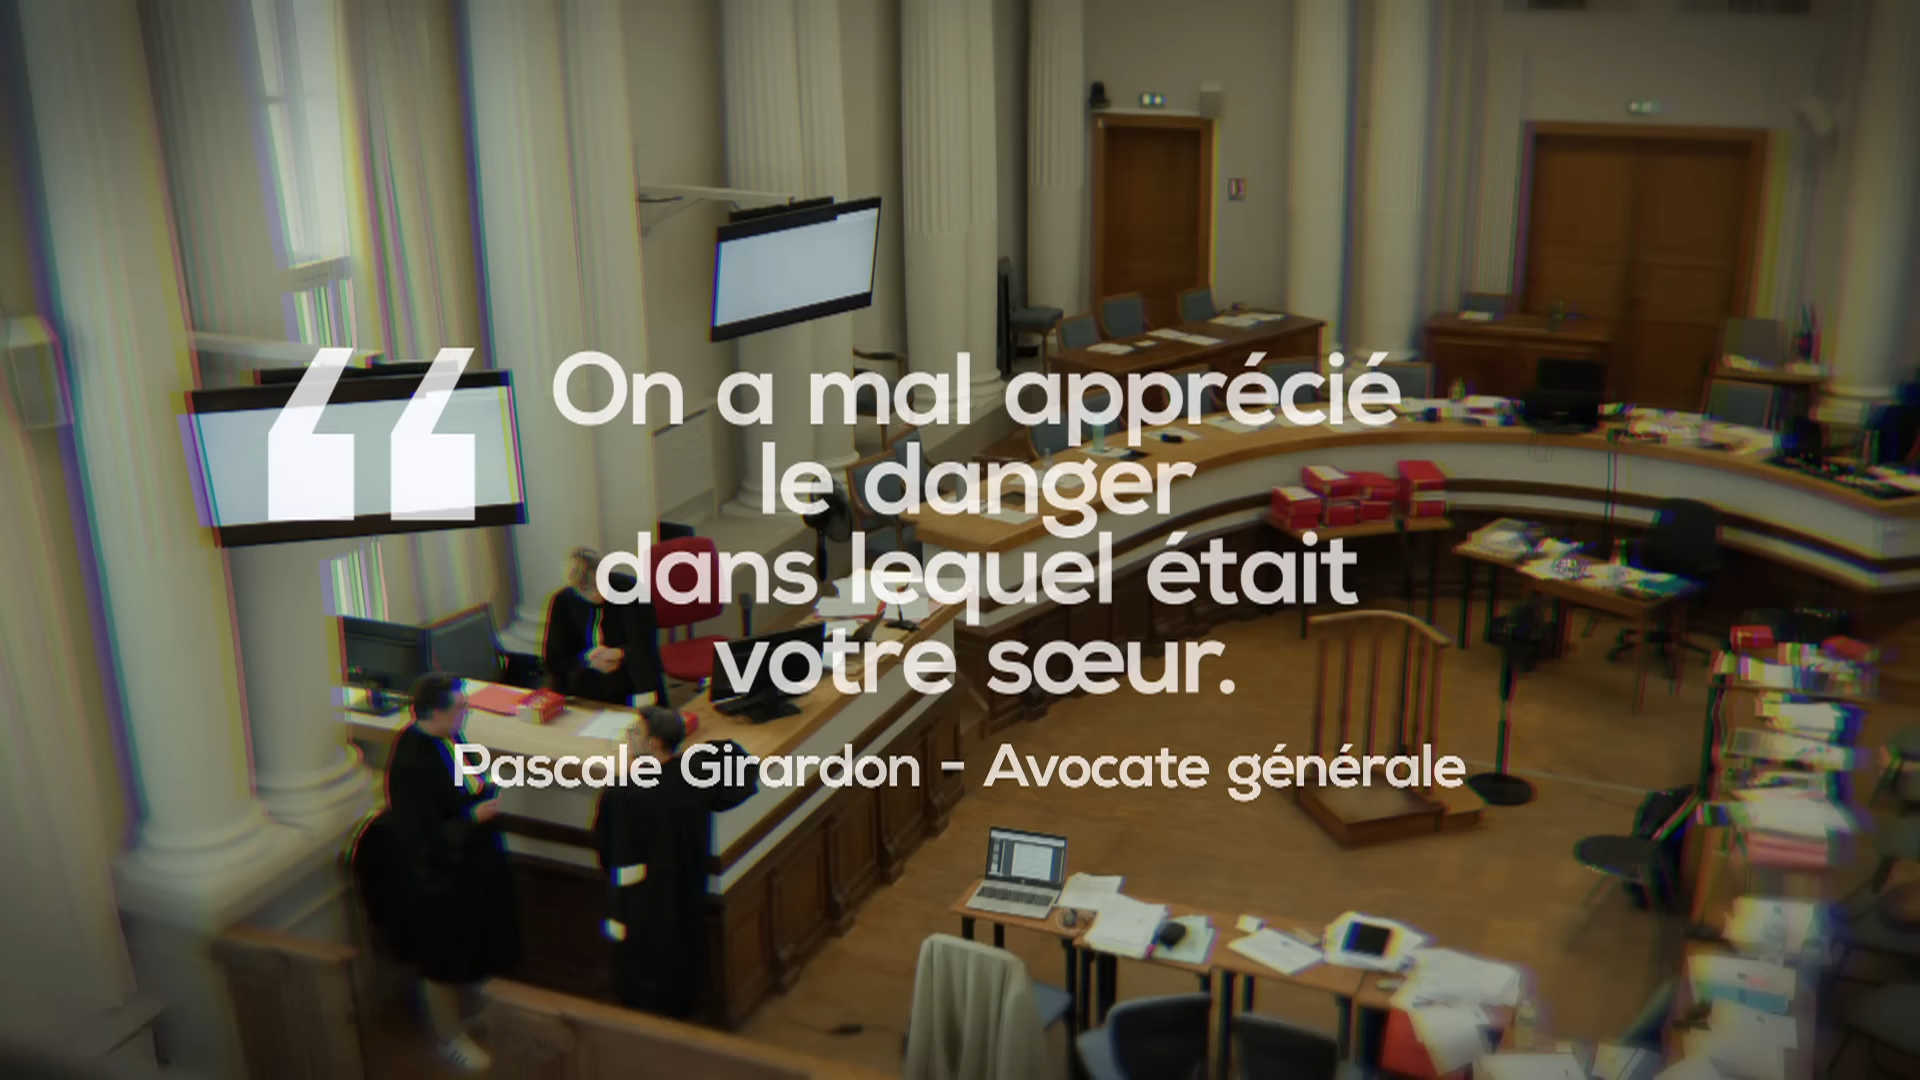 “ On a mal apprécié
le danger
dans lequel était
votre sœur.
Pascale Girardon - Avocate générale